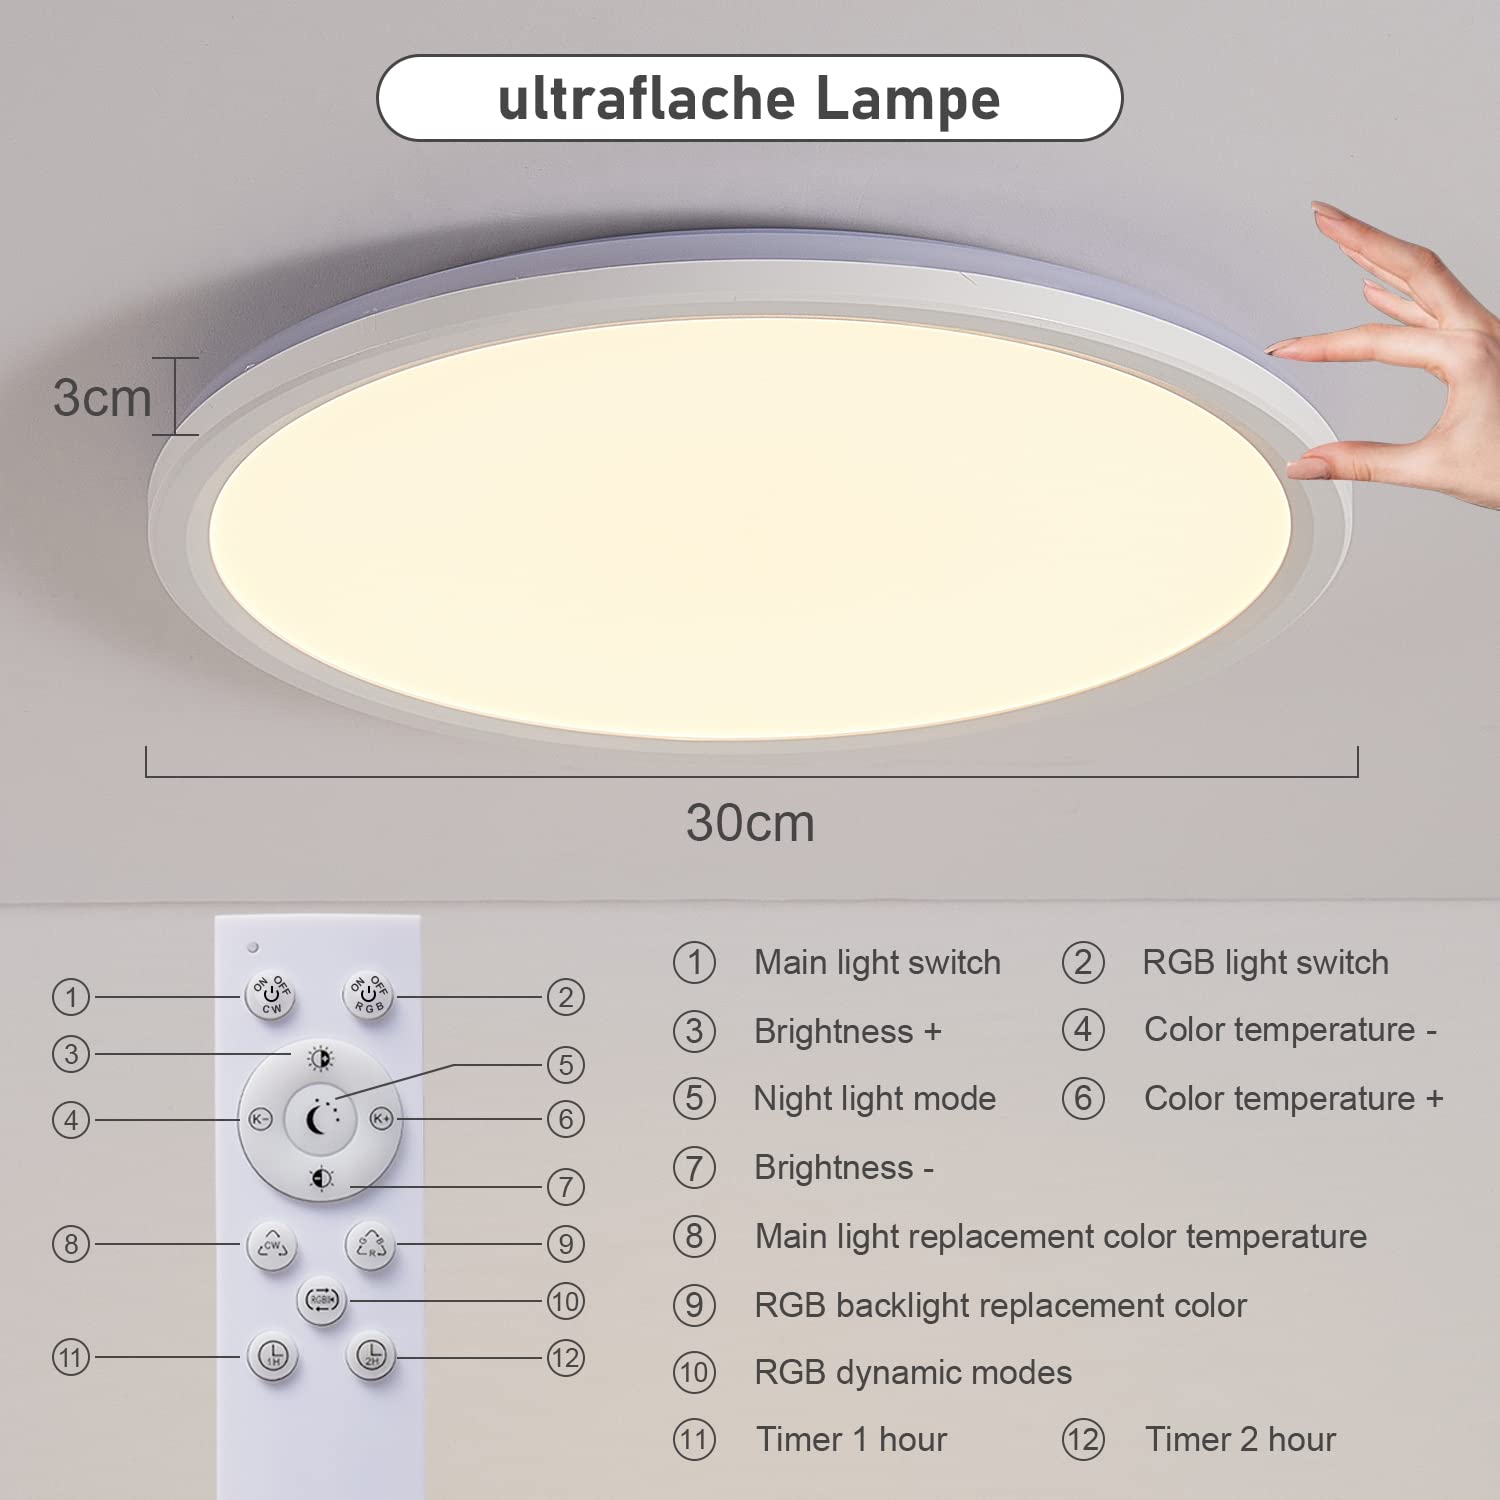 ultraflache Lampe
3cm
30cm
ON OFF
CW
ON OFF
RGB
K-
K+
CW
G B
R
RGB
1H
2H
1
2
3
5
4
6
7
8
9
10
11
12
1 Main light switch
2 RGB light switch
3 Brightness +
4 Color temperature -
5 Night light mode
6 Color temperature +
7 Brightness -
8 Main light replacement color temperature
9 RGB backlight replacement color
10 RGB dynamic modes
11 Timer 1 hour
12 Timer 2 hour